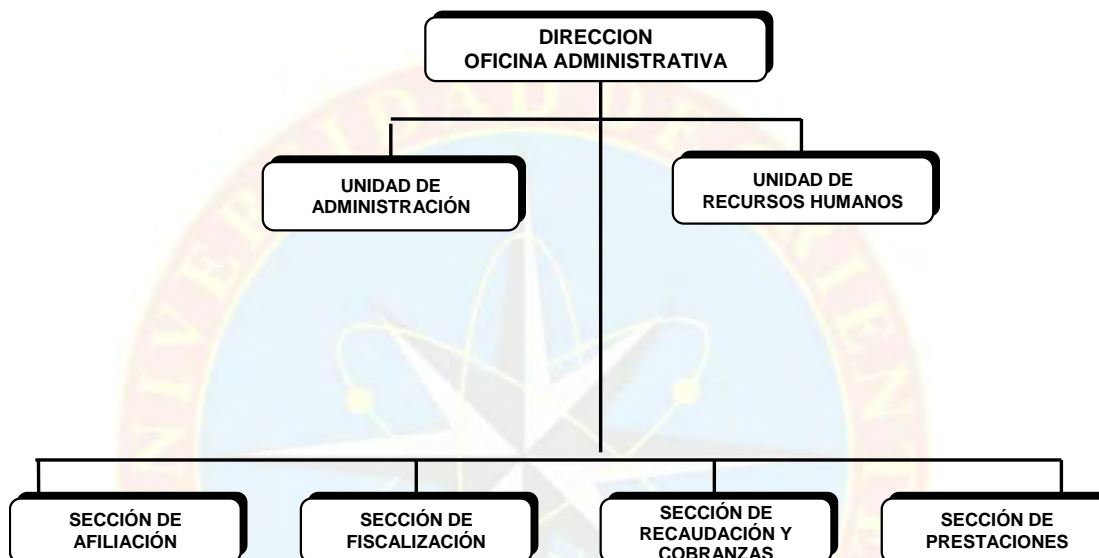 DIRECCION
OFICINA ADMINISTRATIVA
UNIDAD DE
ADMINISTRACIÓN
UNIDAD DE
RECURSOS HUMANOS
SECCIÓN DE
AFILIACIÓN
SECCIÓN DE
FISCALIZACIÓN
SECCIÓN DE
RECAUDACIÓN Y
COBRANZAS
SECCIÓN DE
PRESTACIONES